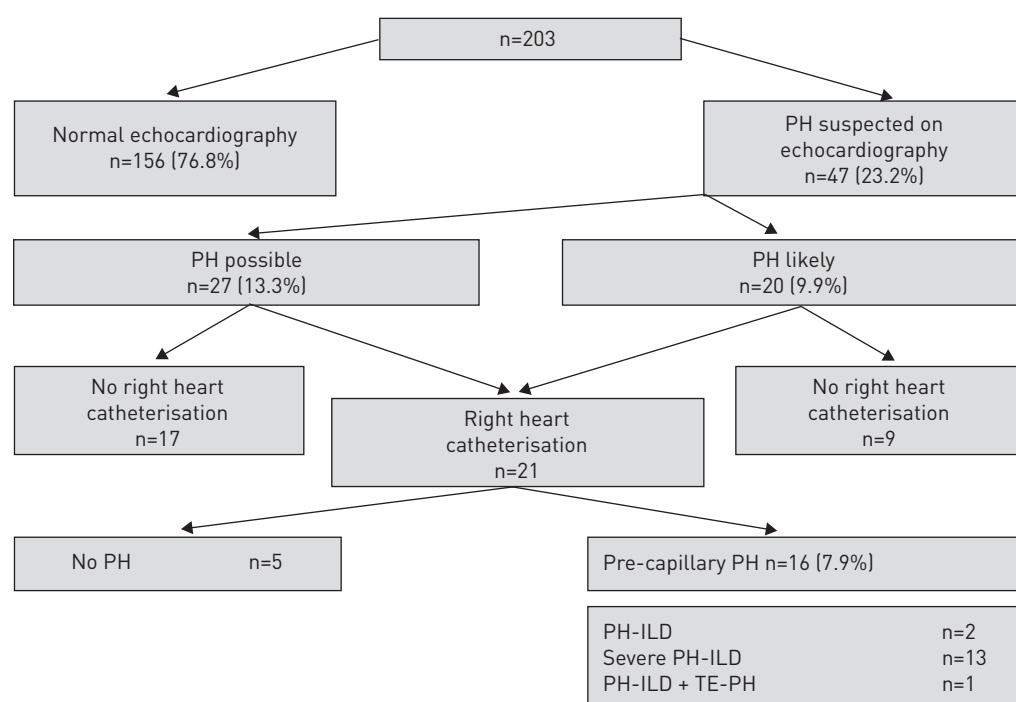 n=203
Normal echocardiography
n=156 (76.8%)
PH suspected on
echocardiography
n=47 (23.2%)
PH possible
n=27 (13.3%)
PH likely
n=20 (9.9%)
No right heart
catheterisation
n=17
Right heart
catheterisation
n=21
No right heart
catheterisation
n=9
No PH n=5
Pre-capillary PH n=16 (7.9%)
PH-ILD n=2
Severe PH-ILD n=13
PH-ILD + TE-PH n=1